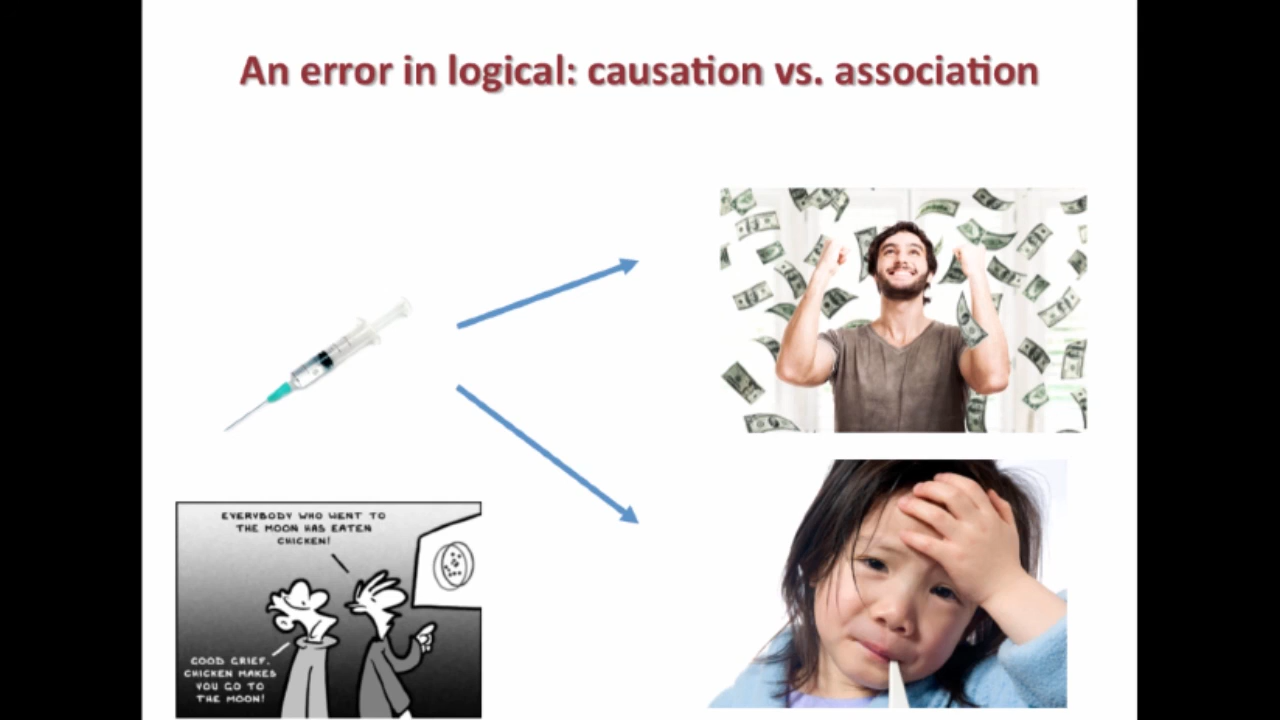 An error in logical: causation vs. association
EVERYBODY WHO WENT TO
THE MOON HAS EATEN
CHICKEN!
GOOD GRIEF.
CHICKEN MAKES
YOU GO TO
THE MOON!